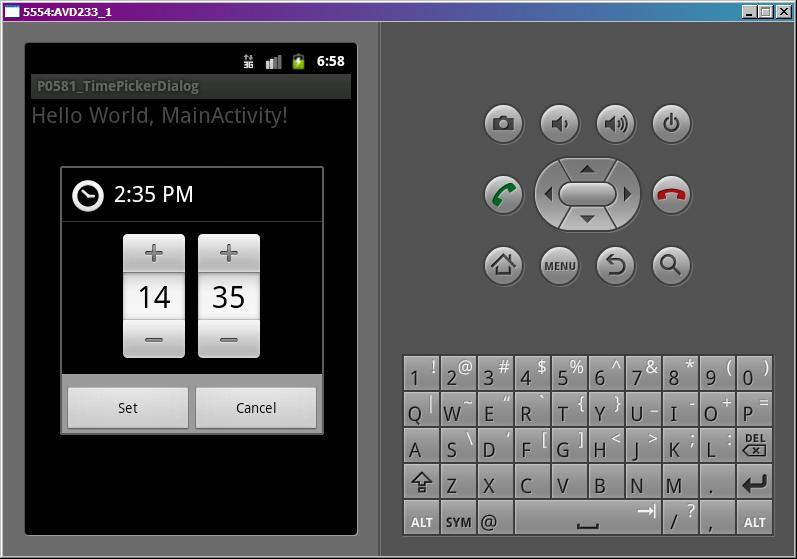 5554:AVD233_1
3G 6:58
P0581_TimePickerDialog
Hello World, MainActivity!
2:35 PM
+ +
14 35
− −
Set Cancel
MENU
1 ! 2 @ 3 # 4 $ 5 % 6 ^ 7 & 8 * 9 ( 0 )
Q | W ~ E “ R ` T { Y } U _ I - O + P =
A S \ D ‘ F [ G ] H < J > K ; L : DEL
Z X C V B N M .
ALT SYM @ / ? , ALT